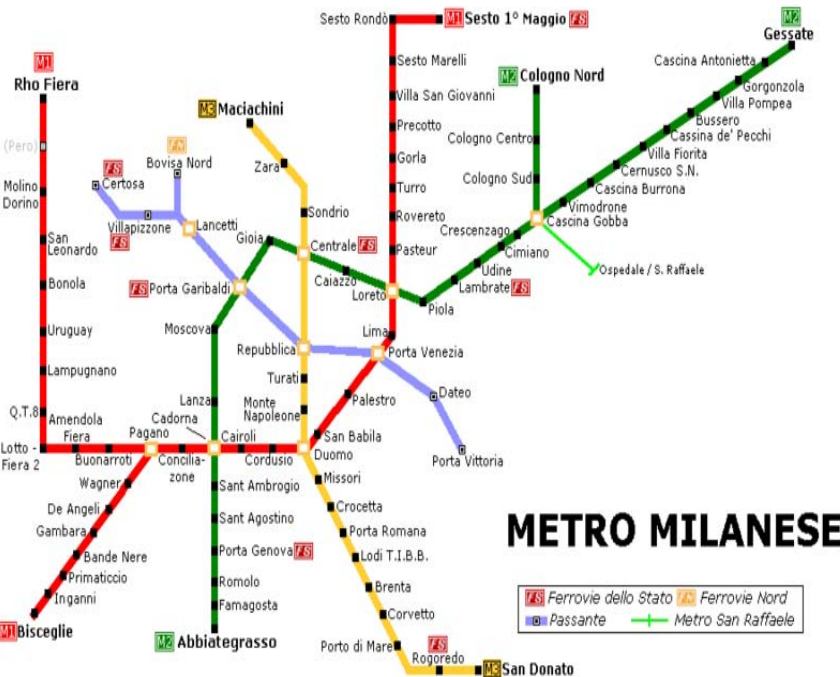 M1
Rho Fiera
(Pero)
Molino
Dorino
San
Leonardo
Bonola
Uruguay
Lampugnano
Q.T.8
Lotto -
Fiera 2
Amendola
Fiera
Buonarroti
Pagano
Concilia-
zone
Cadorna
Cairoli
Cordusio
Duomo
San Babila
Palestro
Porta Venezia
Lima
Loreto
Pasteur
Rovereto
Turro
Gorla
Precotto
Villa San Giovanni
Sesto Marelli
Sesto Rondò
M1 Sesto 1° Maggio FS
Wagner
De Angeli
Gambara
Bande Nere
Primaticcio
Inganni
M1 Bisceglie
M2
Gessate
Cascina Antonietta
Gorgonzola
Villa Pompea
Bussero
Cassina de' Pecchi
Villa Fiorita
Cernusco S.N.
Cascina Burrona
Vimodrone
Cascina Gobba
M2 Cologno Nord
Cologno Centro
Cologno Sud
Crescenzago
Cimiano
Udine
Lambrate FS
Piola
Caiazzo
Centrale FS
Gioia
FS Porta Garibaldi
Moscova
Lanza
Sant Ambrogio
Sant Agostino
Porta Genova FS
Romolo
Famagosta
M2 Abbiategrasso
Ospedale / S. Raffaele
M3 Maciachini
Zara
Sondrio
Repubblica
Turati
Monte
Napoleone
Missori
Crocetta
Porta Romana
Lodi T.I.B.B.
Brenta
Corvetto
Porto di Mare
FS
Rogoredo
M3 San Donato
FS
Certosa
FN
Bovisa Nord
Villapizzone
FS
Lancetti
Dateo
Porta Vittoria
METRO MILANESE
FS Ferrovie dello Stato FN Ferrovie Nord
Passante Metro San Raffaele